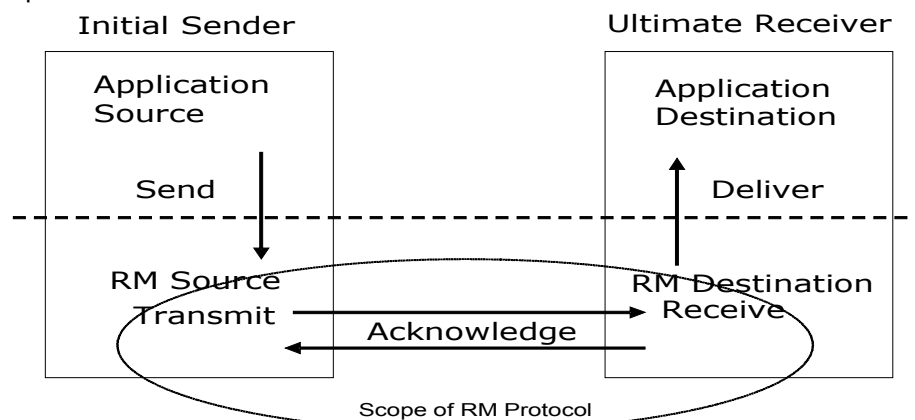 Initial Sender
Ultimate Receiver
Application
Source
Application
Destination
Send
Deliver
RM Source
Transmit
RM Destination
Receive
Acknowledge
Scope of RM Protocol